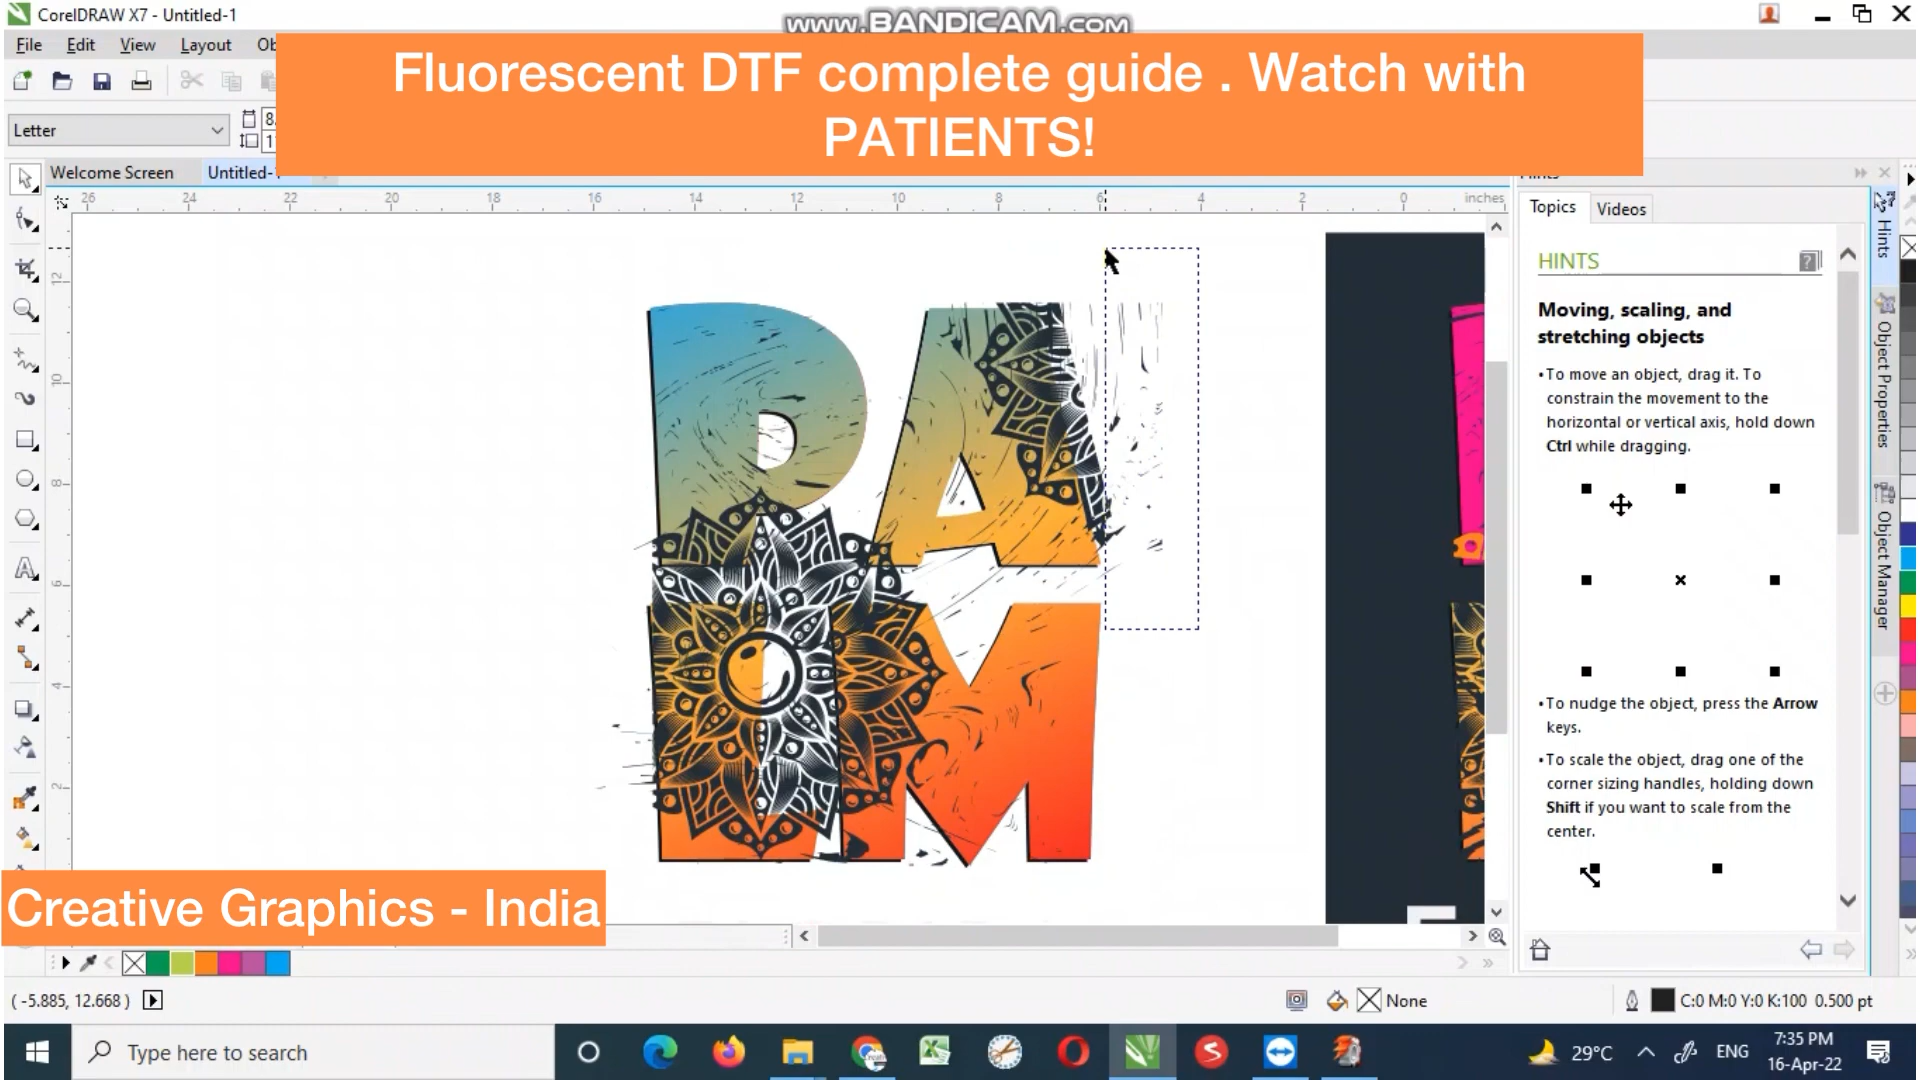 CorelDRAW X7 - Untitled-1
www.BANDICAM.com
File Edit View Layout
Fluorescent DTF complete guide . Watch with
PATIENTS!
Letter
Welcome Screen
Untitled-
26 24 22 20 18 16 14 12 10 8 6 4 2 0 inches
12
10
8
6
4
2
Topics Videos
HINTS
Moving, scaling, and
stretching objects
•To move an object, drag it. To
constrain the movement to the
horizontal or vertical axis, hold down
Ctrl while dragging.
•To nudge the object, press the Arrow
keys.
•To scale the object, drag one of the
corner sizing handles, holding down
Shift if you want to scale from the
center.
Hints
Object Properties
Object Manager
Creative Graphics - India
( -5.885, 12.668 )
None
C:0 M:0 Y:0 K:100 0.500 pt
Type here to search
29°C
ENG
7:35 PM
16-Apr-22